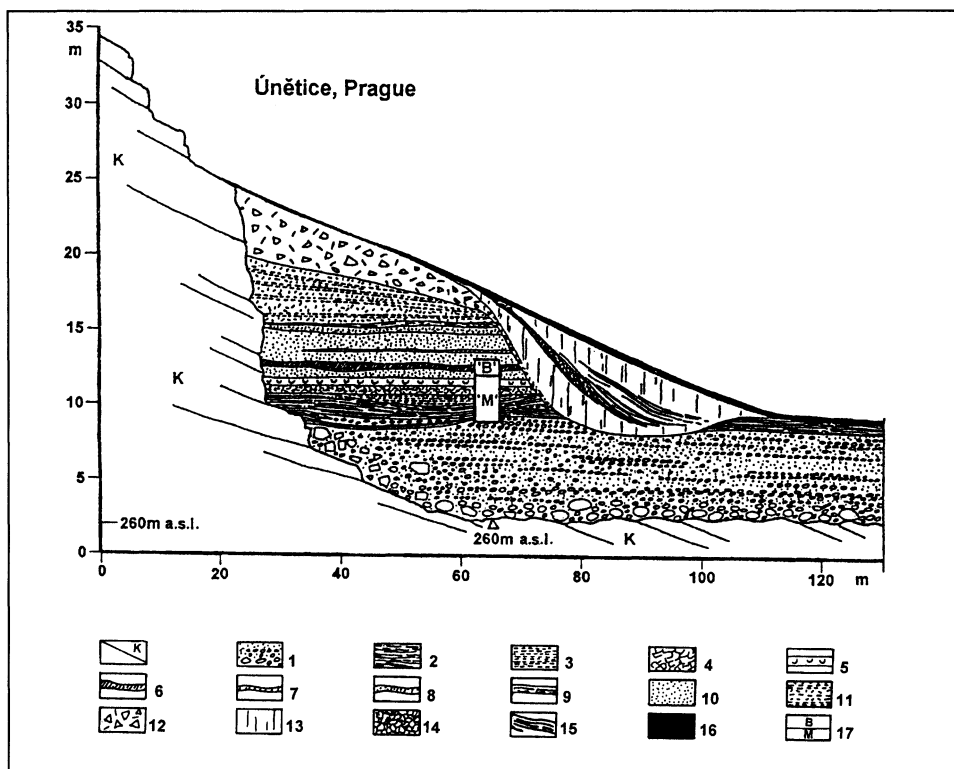 35
m
Únětice, Prague
30
K
25
20
15
"B"
"M"
10
K
5
260m a.s.l.
260m a.s.l.
K
0
0 20 40 60 80 100 120 m
K 1 2 3 4 5
6 7 8 9 10 11
12 13 14 15 16 B M 17